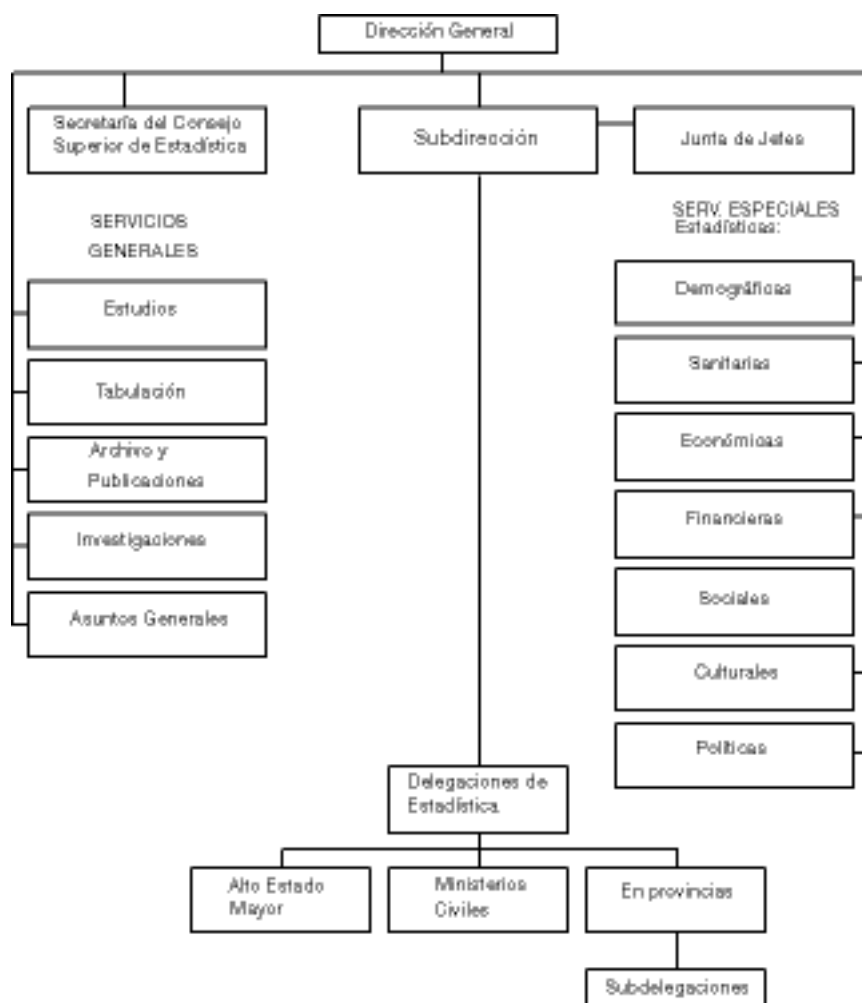 Dirección General
Secretaría del Consejo
Superior de Estadística
Subdirección
Junta de Jefes
SERVICIOS
GENERALES
Estudios
Tabulación
Archivo y
Publicaciones
Investigaciones
Asuntos Generales
SERV. ESPECIALES
Estadísticas:
Demográficas
Sanitarias
Económicas
Financieras
Sociales
Culturales
Políticas
Delegaciones de
Estadística
Alto Estado
Mayor
Ministerios
Civiles
En provincias
Subdelegaciones